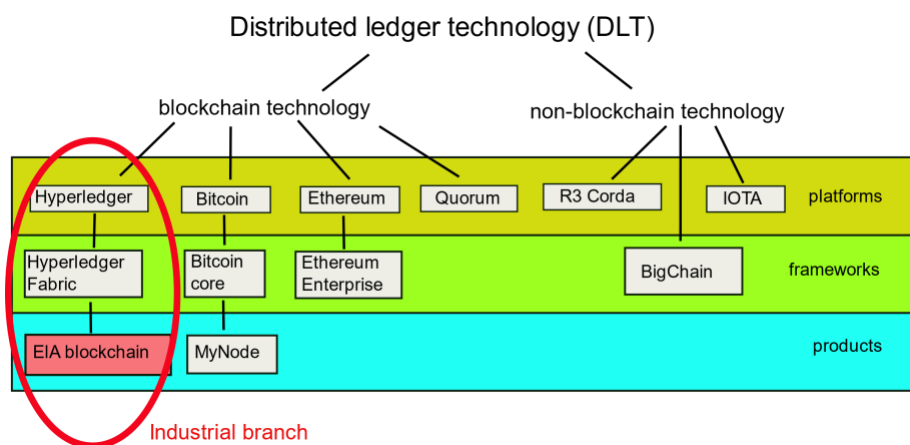 Distributed ledger technology (DLT)
blockchain technology
non-blockchain technology
Hyperledger
Bitcoin
Ethereum
Quorum
R3 Corda
IOTA
platforms
Hyperledger
Fabric
Bitcoin
core
Ethereum
Enterprise
BigChain
frameworks
EIA blockchain
MyNode
products
Industrial branch